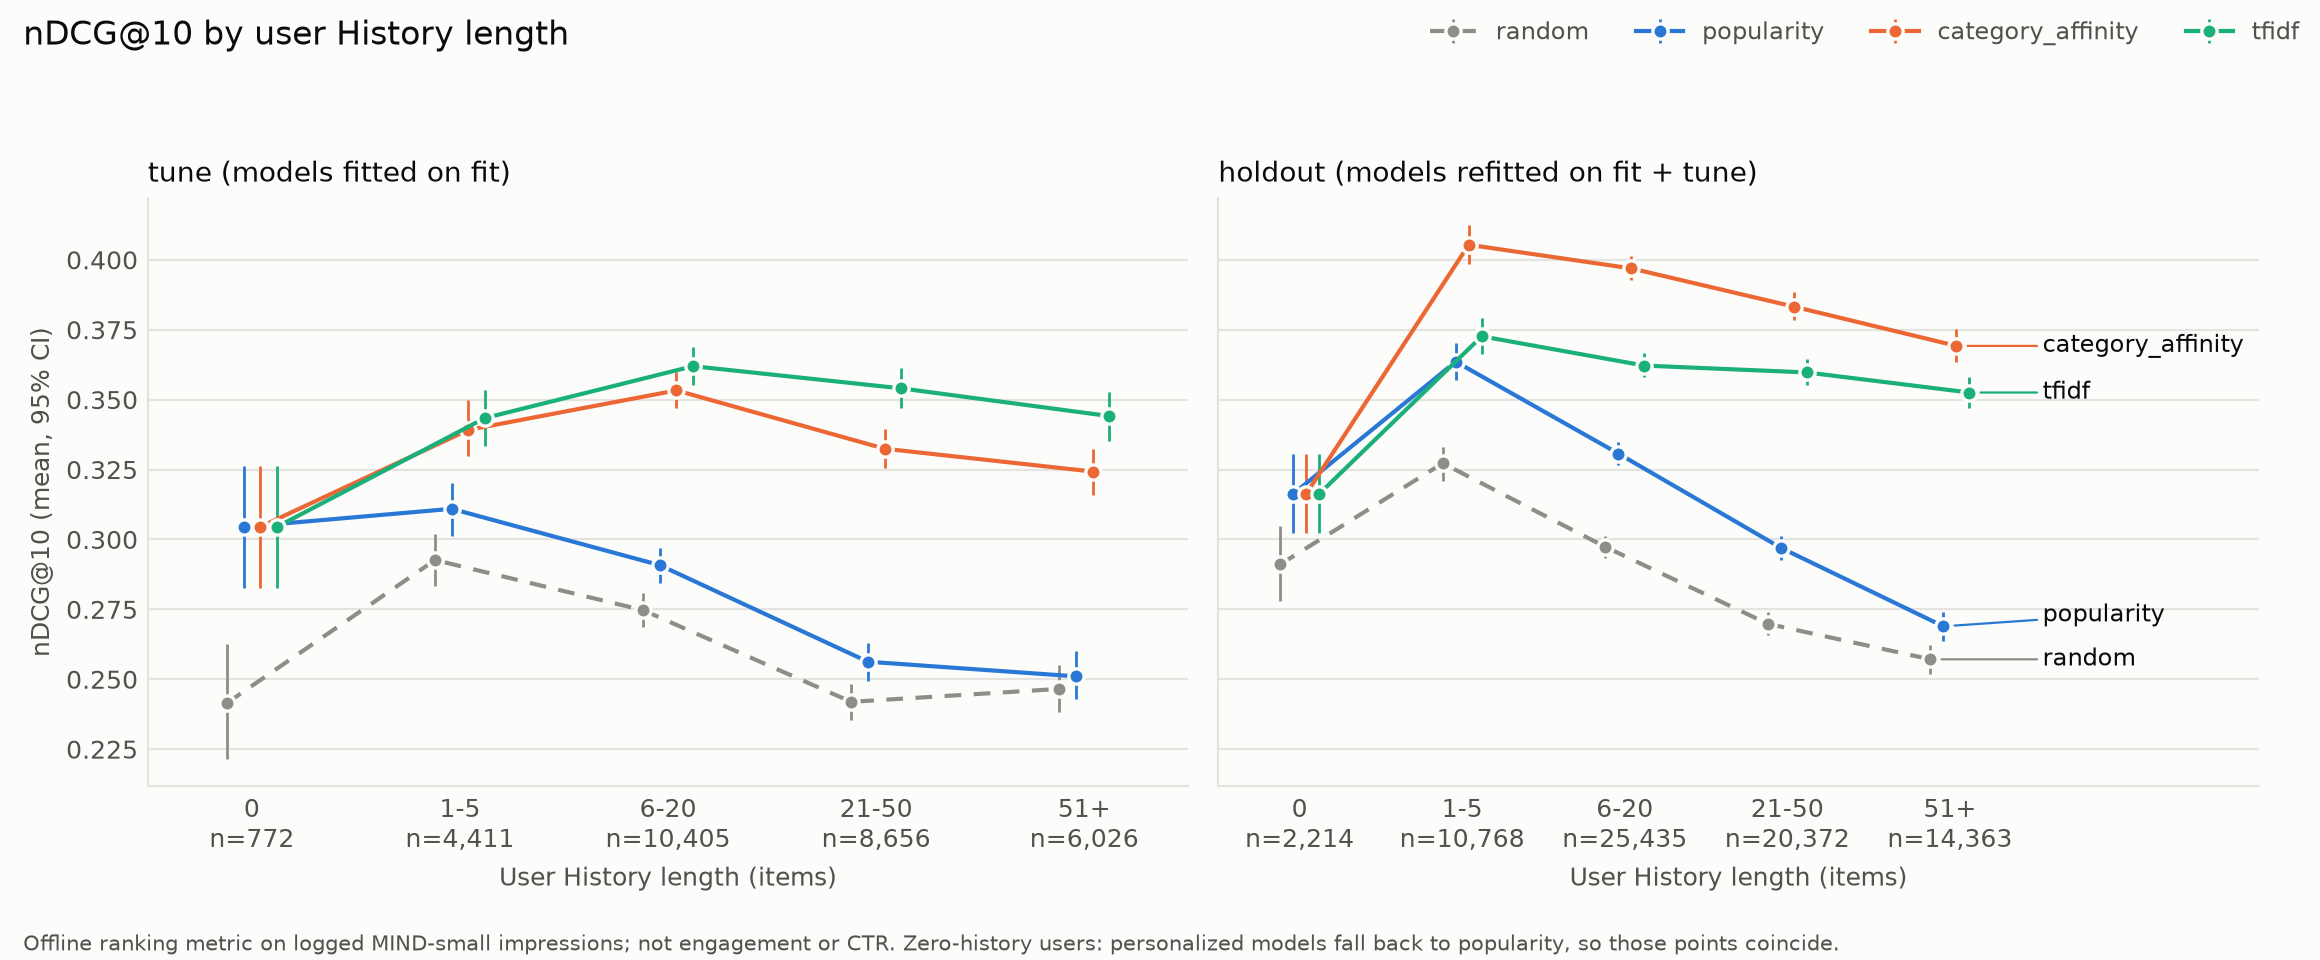 nDCG@10 by user History length
random popularity category_affinity tfidf
tune (models fitted on fit)
nDCG@10 (mean, 95% CI)
0.400
0.375
0.350
0.325
0.300
0.275
0.250
0.225
0 1-5 6-20 21-50 51+
n=772 n=4,411 n=10,405 n=8,656 n=6,026
User History length (items)
holdout (models refitted on fit + tune)
category_affinity
tfidf
popularity
random
0 1-5 6-20 21-50 51+
n=2,214 n=10,768 n=25,435 n=20,372 n=14,363
User History length (items)
Offline ranking metric on logged MIND-small impressions; not engagement or CTR. Zero-history users: personalized models fall back to popularity, so those points coincide.